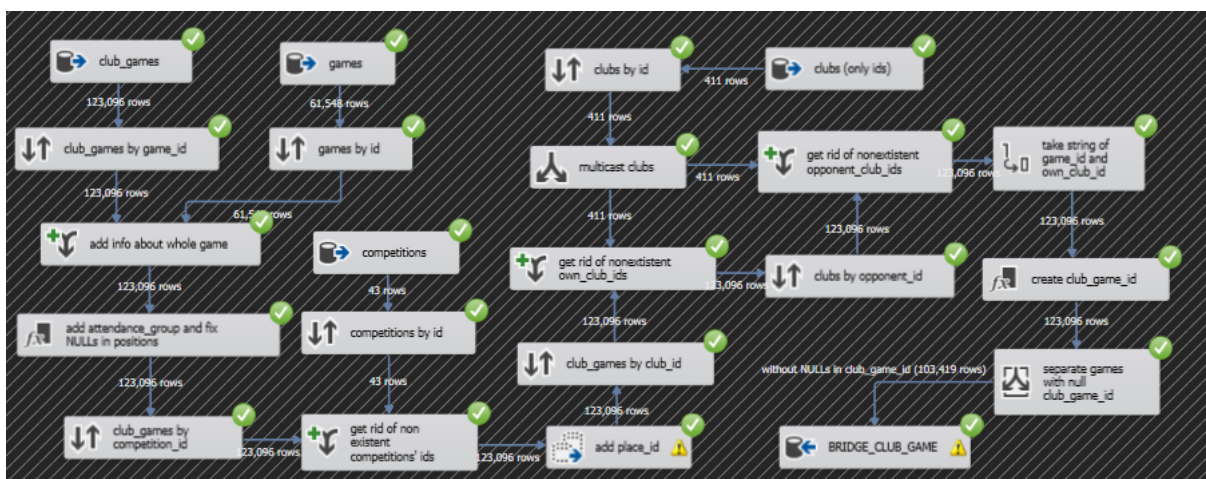 club_games
games
123,096 rows
61,548 rows
club_games by game_id
games by id
123,096 rows
add info about whole game
123,096 rows
add attendance_group and fix
NULLs in positions
123,096 rows
club_games by
competition_id
123,096 rows
competitions
43 rows
competitions by id
43 rows
get rid of non
existent
competitions' ids
123,096 rows
add place_id
123,096 rows
club_games by club_id
123,096 rows
get rid of nonexistent
own_club_ids
123,096 rows
clubs by id
411 rows
clubs (only ids)
411 rows
multicast clubs
411 rows
411 rows
get rid of nonexistent
opponent_club_ids
123,096 rows
clubs by opponent_id
123,096 rows
take string of
game_id and
own_club_id
123,096 rows
create club_game_id
123,096 rows
separate games
with null
club_game_id
without NULLs in club_game_id (103,419 rows)
BRIDGE_CLUB_GAME